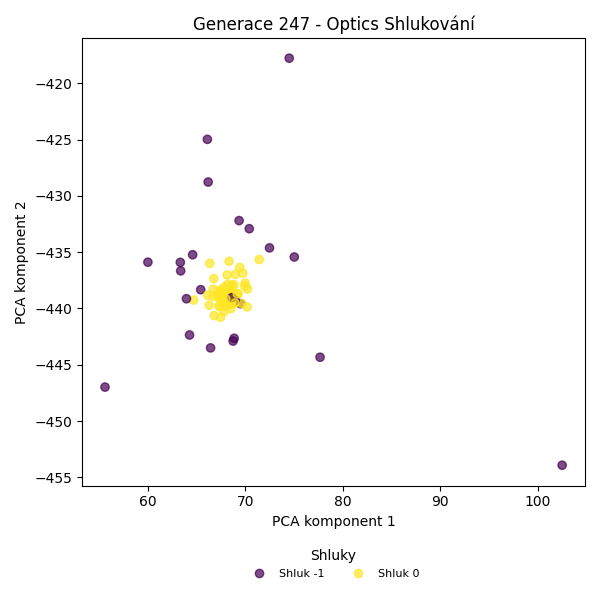 Generace 247 - Optics Shlukování
PCA komponent 2
−420
−425
−430
−435
−440
−445
−450
−455
60 70 80 90 100
PCA komponent 1
Shluky
Shluk -1 Shluk 0